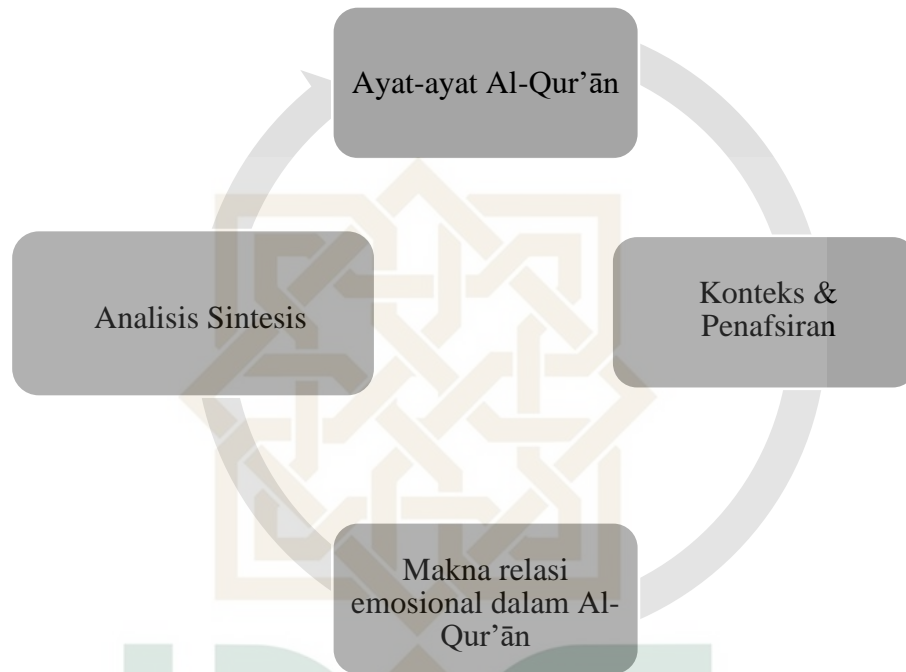 Ayat-ayat Al-Qur’ān
Konteks &
Penafsiran
Makna relasi
emosional dalam Al-
Qur’ān
Analisis Sintesis